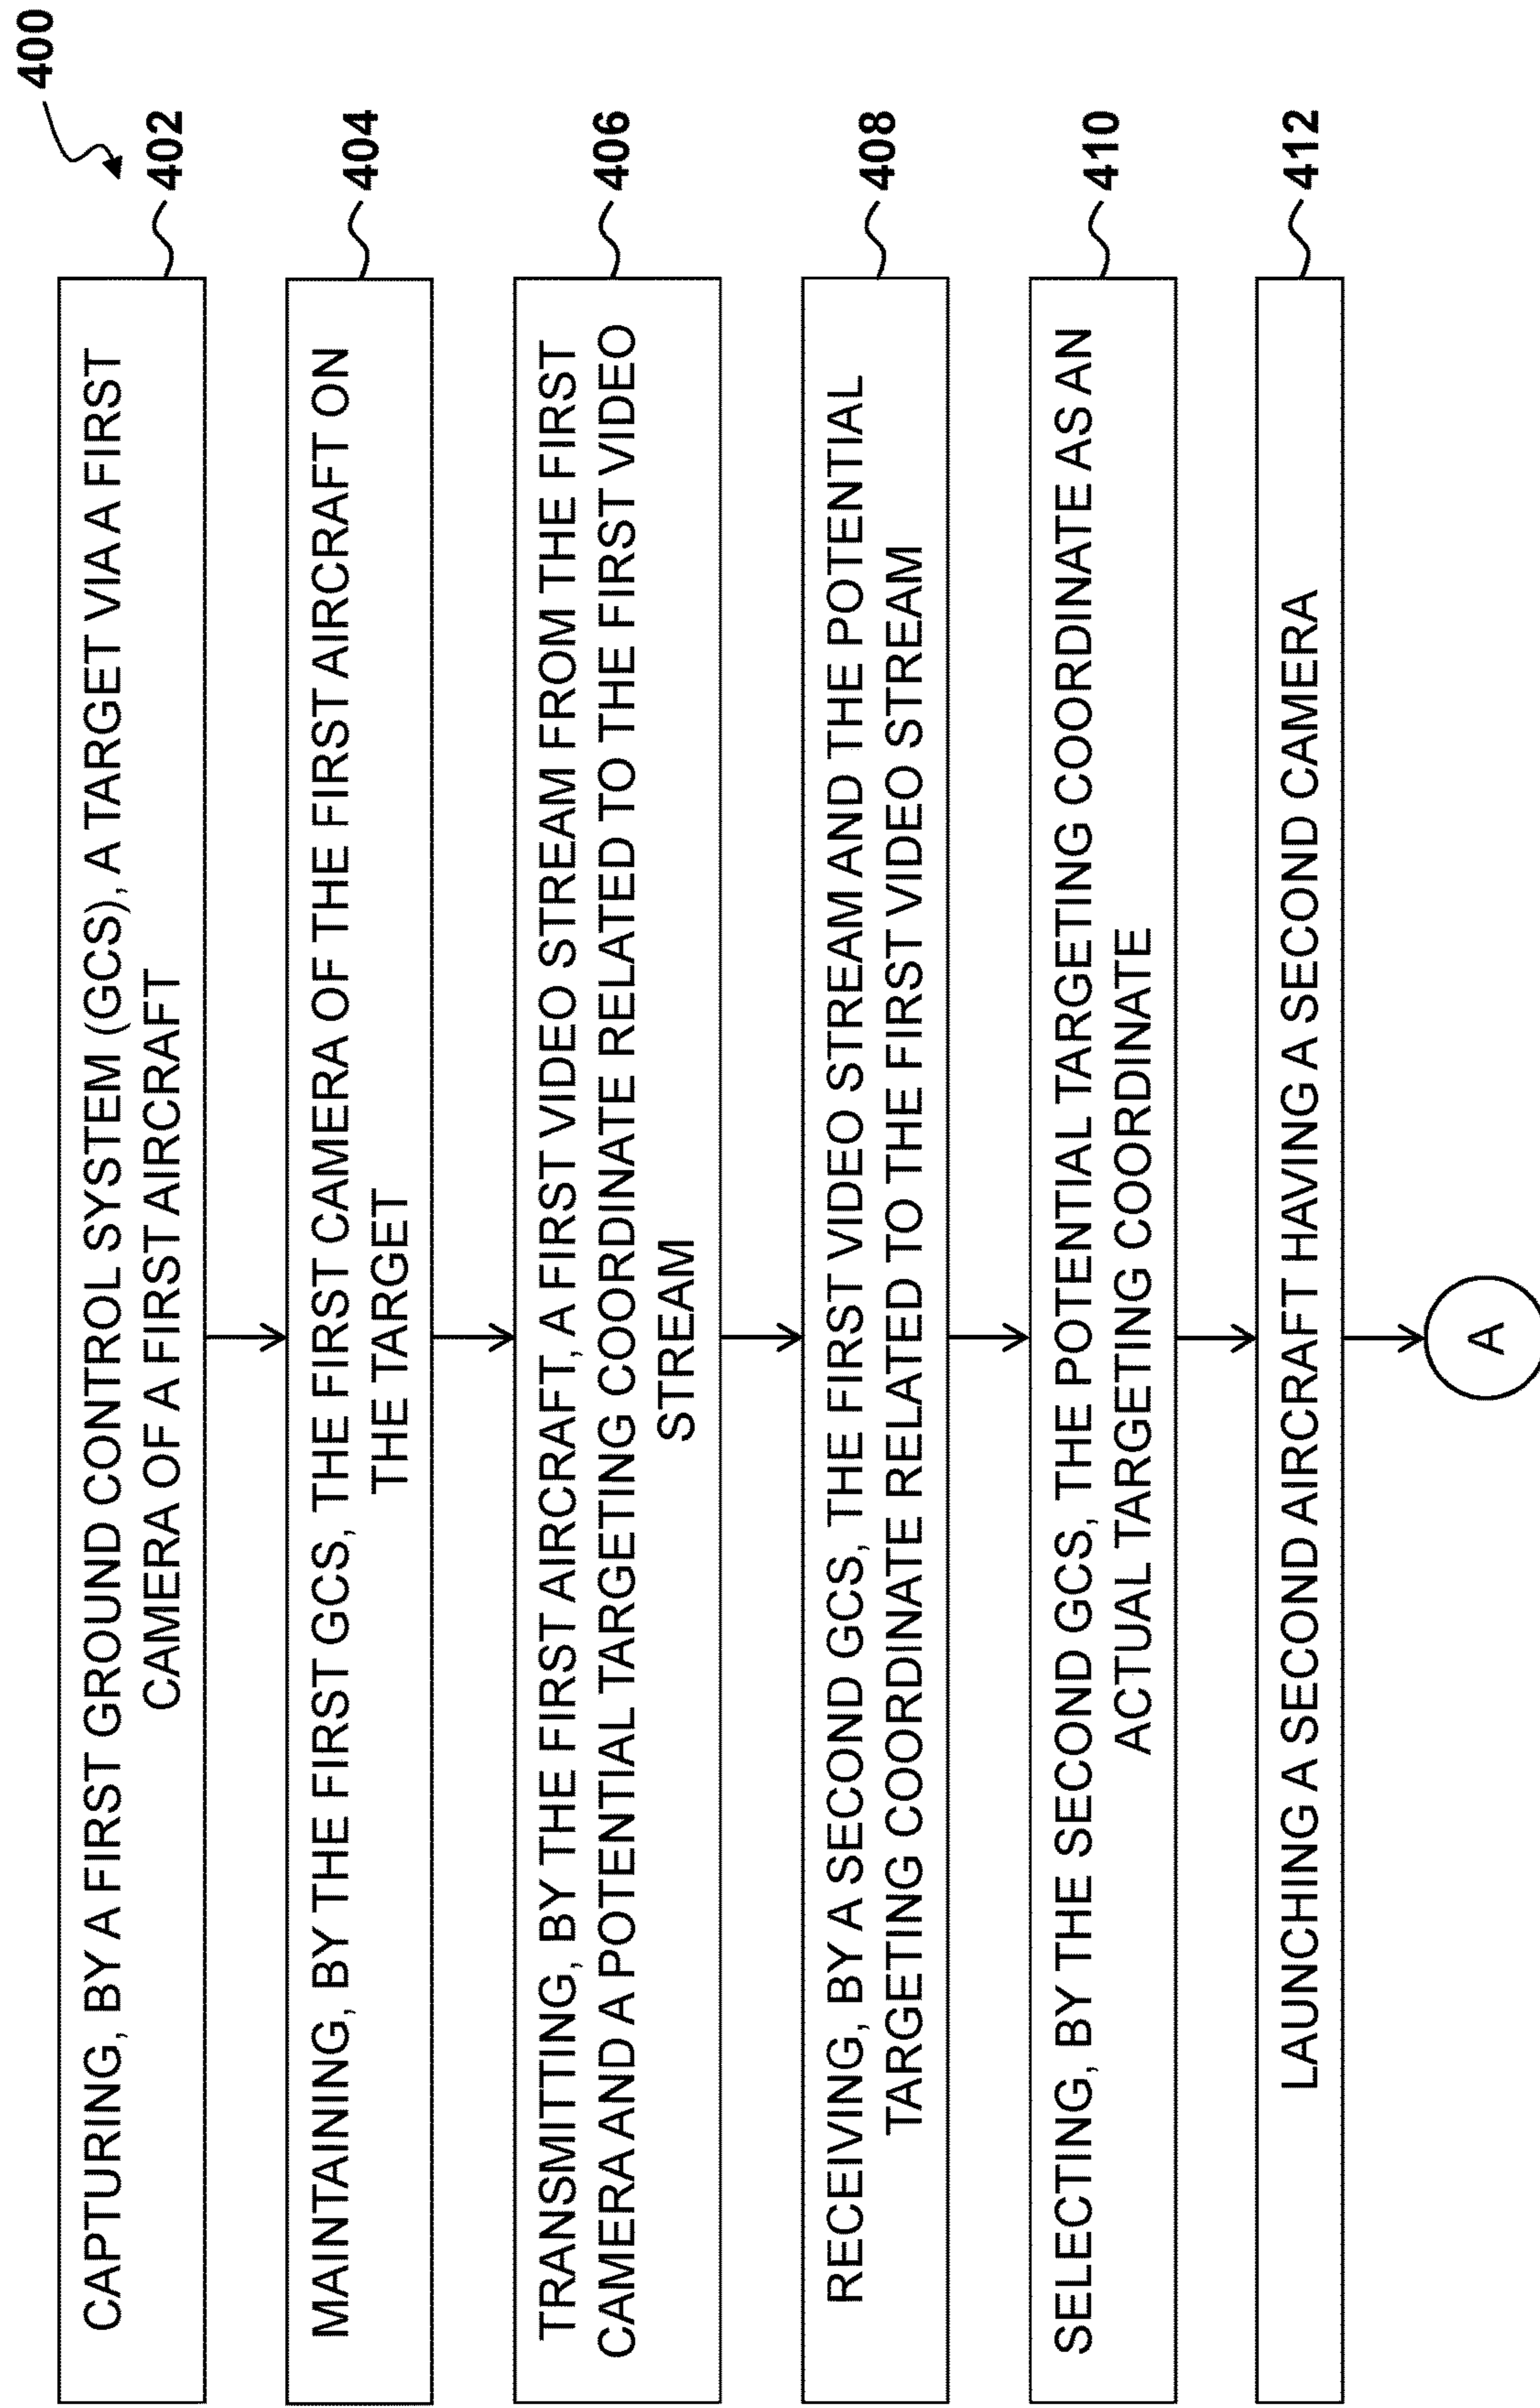 400
CAPTURING, BY A FIRST GROUND CONTROL SYSTEM (GCS), A TARGET VIA A FIRST
CAMERA OF A FIRST AIRCRAFT
402
MAINTAINING, BY THE FIRST GCS, THE FIRST CAMERA OF THE FIRST AIRCRAFT ON
THE TARGET
404
TRANSMITTING, BY THE FIRST AIRCRAFT, A FIRST VIDEO STREAM FROM THE FIRST
CAMERA AND A POTENTIAL TARGETING COORDINATE RELATED TO THE FIRST VIDEO
STREAM
406
RECEIVING, BY A SECOND GCS, THE FIRST VIDEO STREAM AND THE POTENTIAL
TARGETING COORDINATE RELATED TO THE FIRST VIDEO STREAM
408
SELECTING, BY THE SECOND GCS, THE POTENTIAL TARGETING COORDINATE AS AN
ACTUAL TARGETING COORDINATE
410
LAUNCHING A SECOND AIRCRAFT HAVING A SECOND CAMERA
412
A